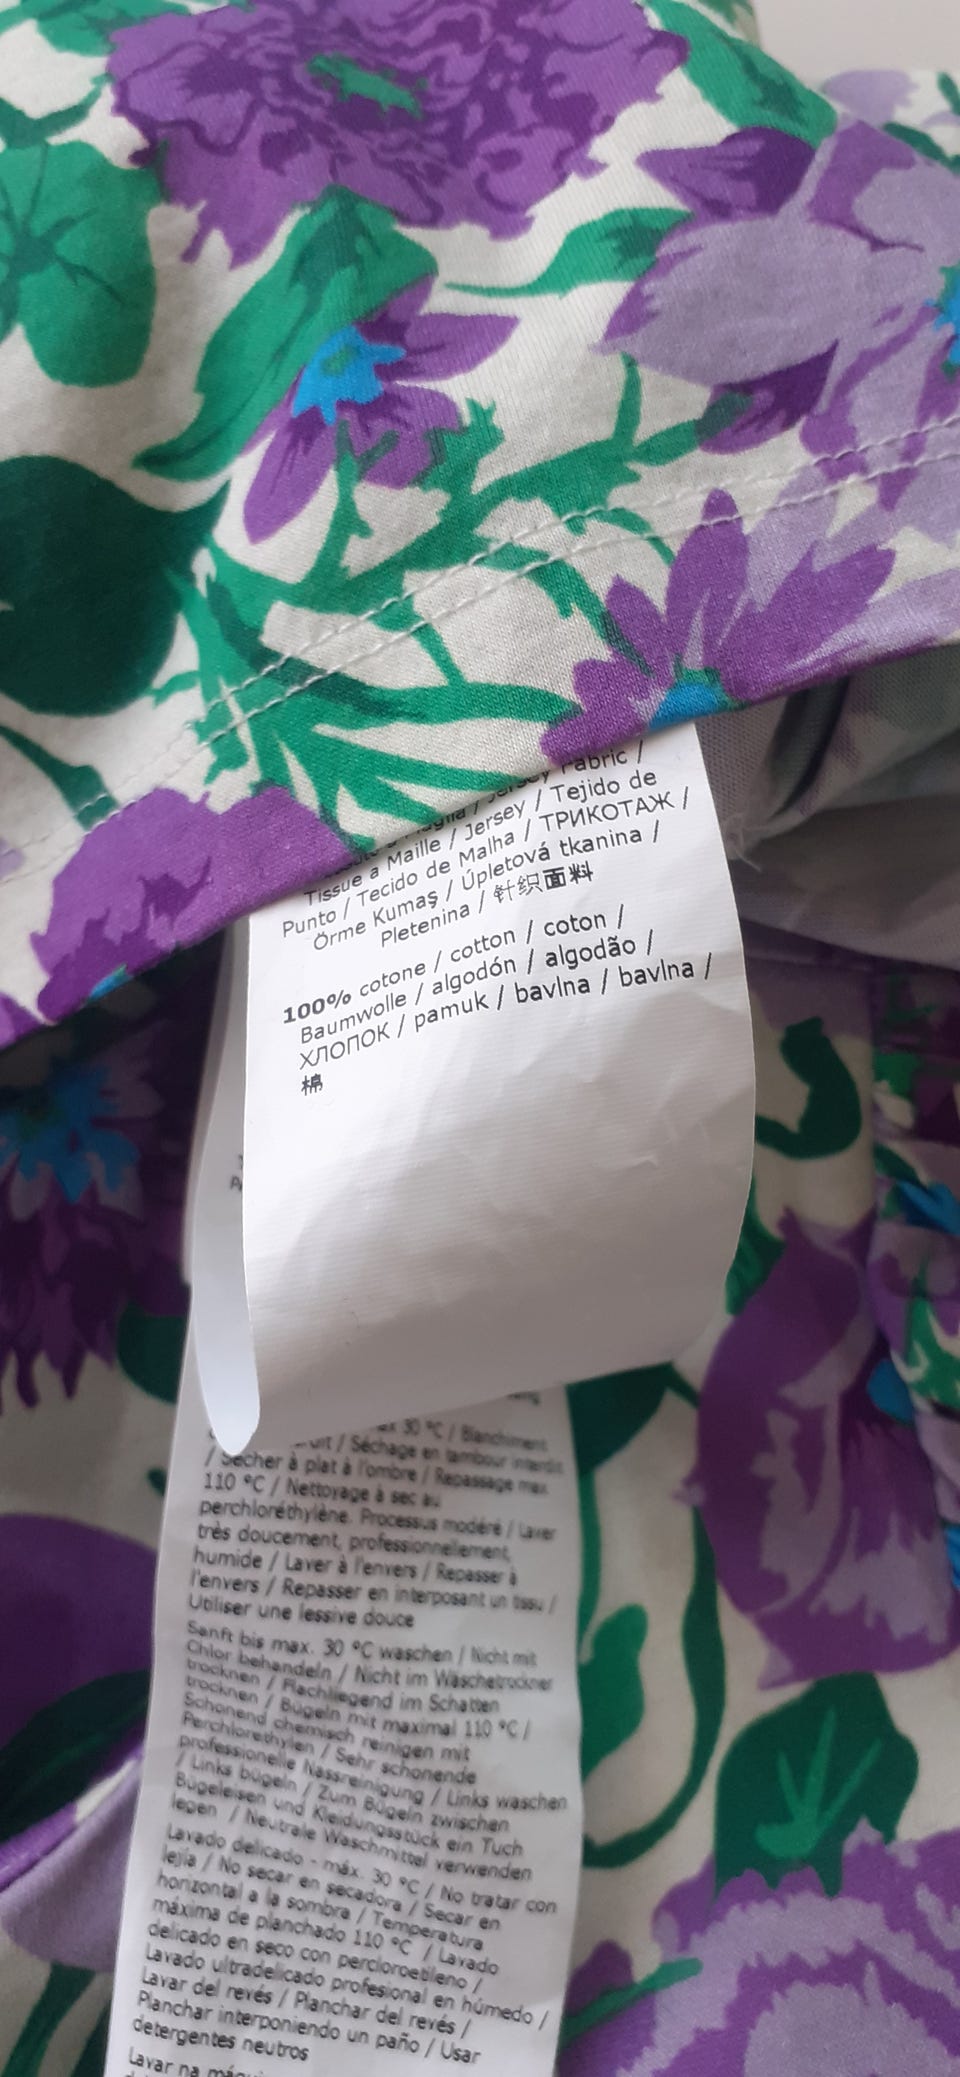 Jersey Fabric /
Maglia / Jersey / Tejido de
Tissue à Maille /
Punto / Tecido de Malha / ТРИКОТАЖ /
Örme Kumaş / Úpletová tkanina /
Pletenina / 针织面料
100% cotone / cotton / coton /
Baumwolle / algodón / algodão /
ХЛОПОК / pamuk / bavlna / bavlna /
棉
30 °C / Blanchiment
/ Séchage en tambour interdit
/ Sécher à plat à l'ombre / Repassage max.
110 °C / Nettoyage à sec au
perchloréthylène. Processus modéré / Laver
très doucement, professionnellement,
humide / Laver à l'envers / Repasser à
l'envers / Repasser en interposant un tissu /
Utiliser une lessive douce
Sanft bis max. 30 °C waschen / Nicht mit
Chlor behandeln / Nicht im Wäschetrockner
trocknen / Flachliegend im Schatten
trocknen / Bügeln mit maximal 110 °C /
Schonend chemisch reinigen mit
Perchlorethylen / Sehr schonende
professionelle Nassreinigung / Links waschen
/ Links bügeln / Zum Bügeln zwischen
Bügeleisen und Kleidungsstück ein Tuch
legen / Neutrale Waschmittel verwenden
Lavado delicado - máx. 30 °C / No tratar con
lejía / No secar en secadora / Secar en
horizontal a la sombra / Temperatura
máxima de planchado 110 °C / Lavado
delicado en seco con percloroetileno /
Lavado ultradelicado profesional en húmedo /
Lavar del revés / Planchar del revés /
Planchar interponiendo un paño / Usar
detergentes neutros
Lavar na